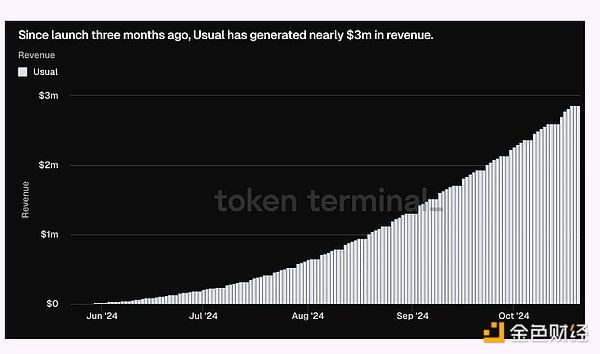 Since launch three months ago, Usual has generated nearly $3m in revenue.
Revenue
Usual
$3m
$2m
$1m
$0
Revenue
token terminal
Jun '24
Jul '24
Aug '24
Sep '24
Oct '24
金色财经